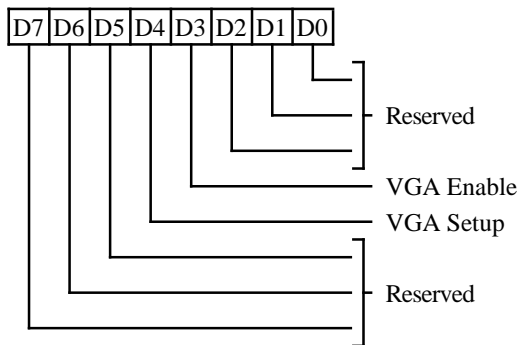 D7 D6 D5 D4 D3 D2 D1 D0
Reserved
VGA Enable
VGA Setup
Reserved